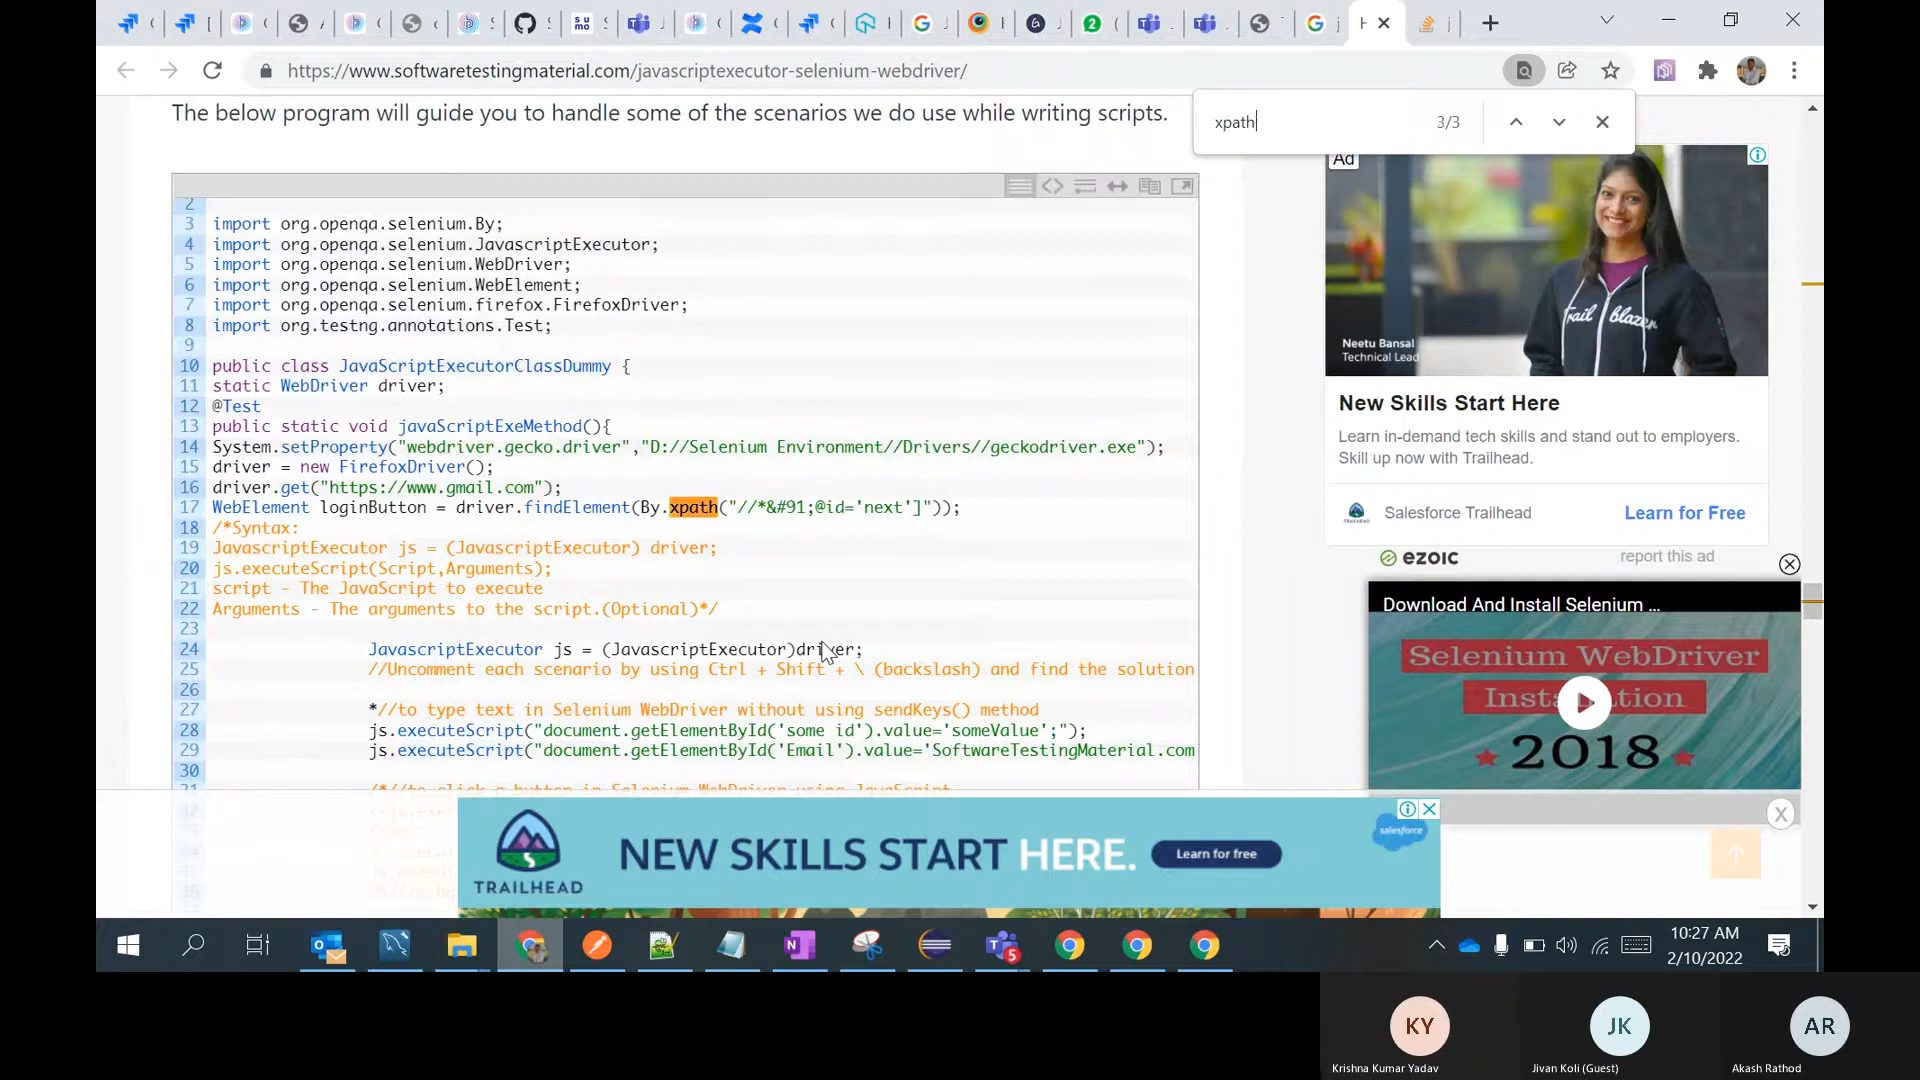 https://www.softwaretestingmaterial.com/javascriptexecutor-selenium-webdriver/
xpath 3/3
The below program will guide you to handle some of the scenarios we do use while writing scripts.
2
3 import org.openqa.selenium.By;
4 import org.openqa.selenium.JavascriptExecutor;
5 import org.openqa.selenium.WebDriver;
6 import org.openqa.selenium.WebElement;
7 import org.openqa.selenium.firefox.FirefoxDriver;
8 import org.testng.annotations.Test;
9
10 public class JavaScriptExecutorClassDummy {
11 static WebDriver driver;
12 @Test
13 public static void javaScriptExeMethod(){
14 System.setProperty("webdriver.gecko.driver","D://Selenium Environment//Drivers//geckodriver.exe");
15 driver = new FirefoxDriver();
16 driver.get("https://www.gmail.com");
17 WebElement loginButton = driver.findElement(By.xpath("//*&#91;@id='next']"));
18 /*Syntax:
19 JavascriptExecutor js = (JavascriptExecutor) driver;
20 js.executeScript(Script,Arguments);
21 script - The JavaScript to execute
22 Arguments - The arguments to the script.(Optional)*/
23
24 JavascriptExecutor js = (JavascriptExecutor)driver;
25 //Uncomment each scenario by using Ctrl + Shift + \ (backslash) and find the solution
26
27 *//to type text in Selenium WebDriver without using sendKeys() method
28 js.executeScript("document.getElementById('some id').value='someValue';");
29 js.executeScript("document.getElementById('Email').value='SoftwareTestingMaterial.com
30
/*//to click a button in Selenium WebDriver using JavaScript
Ad
Trail blazer
Neetu Bansal
Technical Lead
New Skills Start Here
Learn in-demand tech skills and stand out to employers.
Skill up now with Trailhead.
Salesforce Trailhead
Learn for Free
ezoic
report this ad
Download And Install Selenium ...
Selenium WebDriver
Installation
2018
X
TRAILHEAD
NEW SKILLS START HERE.
Learn for free
salesforce
5
10:27 AM
2/10/2022
KY
JK
AR
Krishna Kumar Yadav
Jivan Koli (Guest)
Akash Rathod